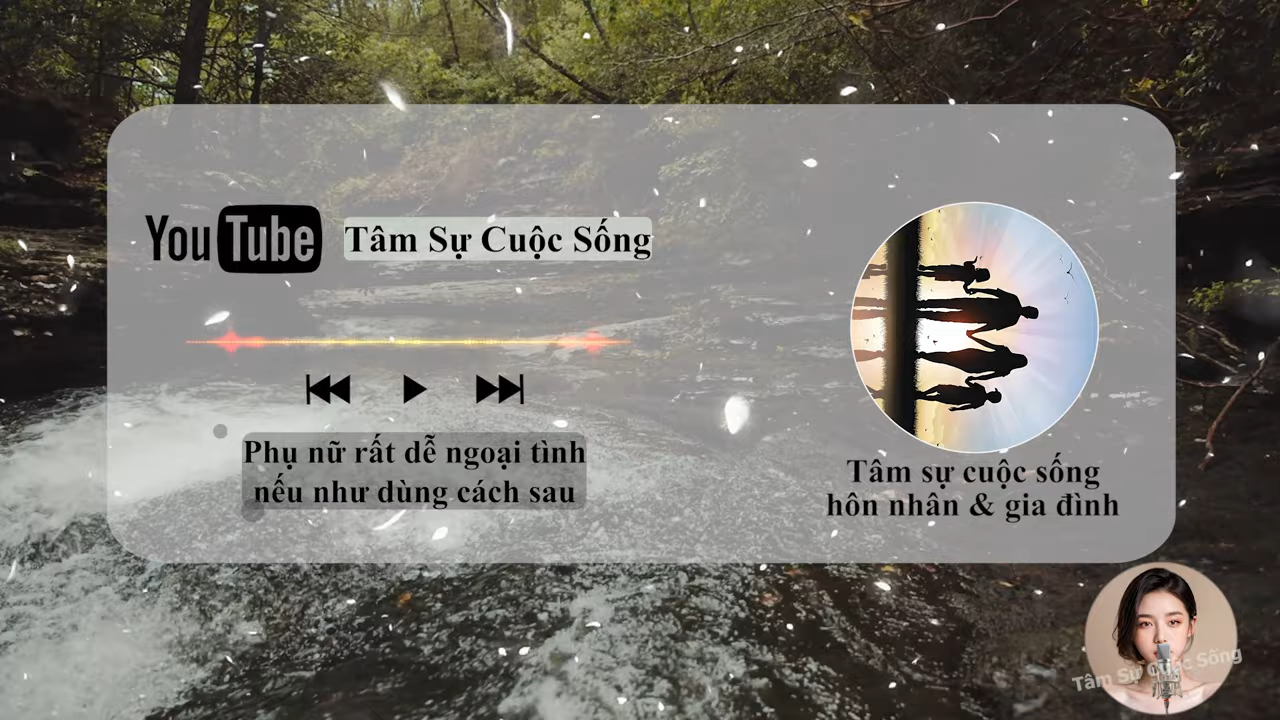 YouTube
Tâm Sự Cuộc Sống
Phụ nữ rất dễ ngoại tình
nếu như dùng cách sau
Tâm sự cuộc sống
hôn nhân & gia đình
Tâm Sự Cuộc Sống